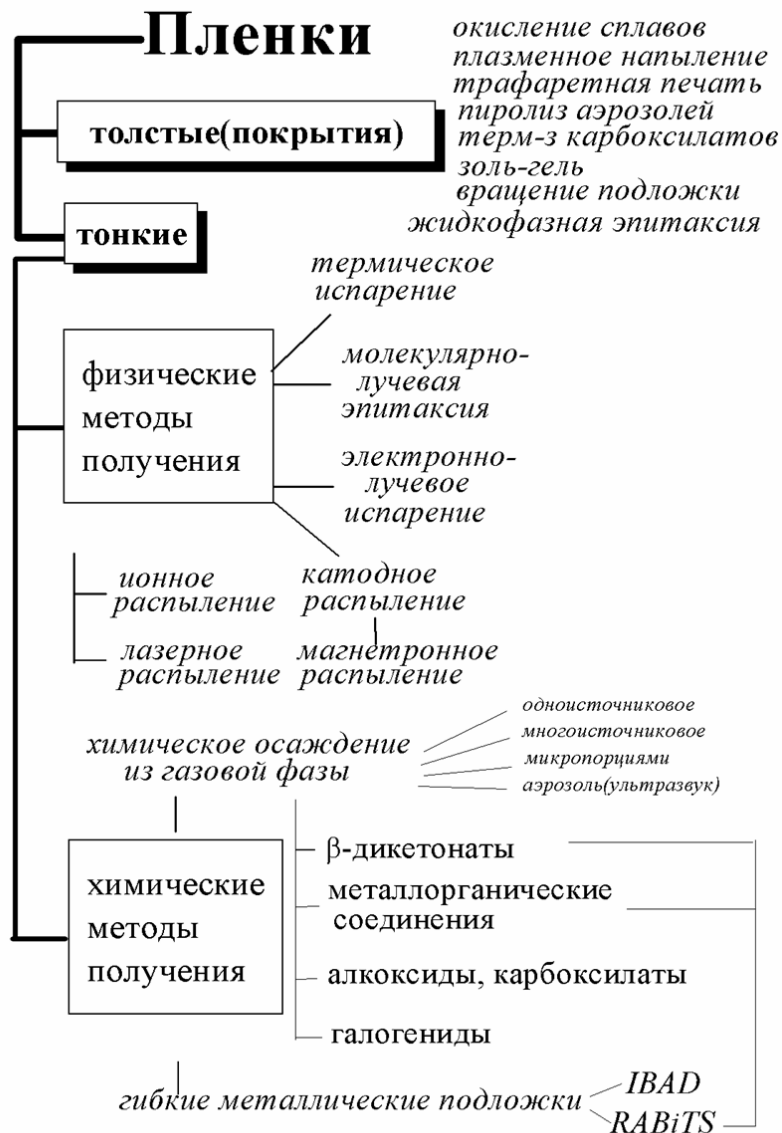 Пленки
окисление сплавов
плазменное напыление
трафаретная печать
пиролиз аэрозолей
терм-з карбоксилатов
золь-гель
вращение подложки
жидкофазная эпитаксия
толстые(покрытия)
тонкие
термическое
испарение
физические
методы
получения
молекулярно-
лучевая
эпитаксия
электронно-
лучевое
испарение
ионное
распыление
катодное
распыление
лазерное
распыление
магнетронное
распыление
химическое осаждение
из газовой фазы
одноисточниковое
многоисточниковое
микропорциями
аэрозоль(ультразвук)
химические
методы
получения
β-дикетонаты
металлорганические
соединения
алкоксиды, карбоксилаты
галогениды
гибкие металлические подложки
IBAD
RABiTS